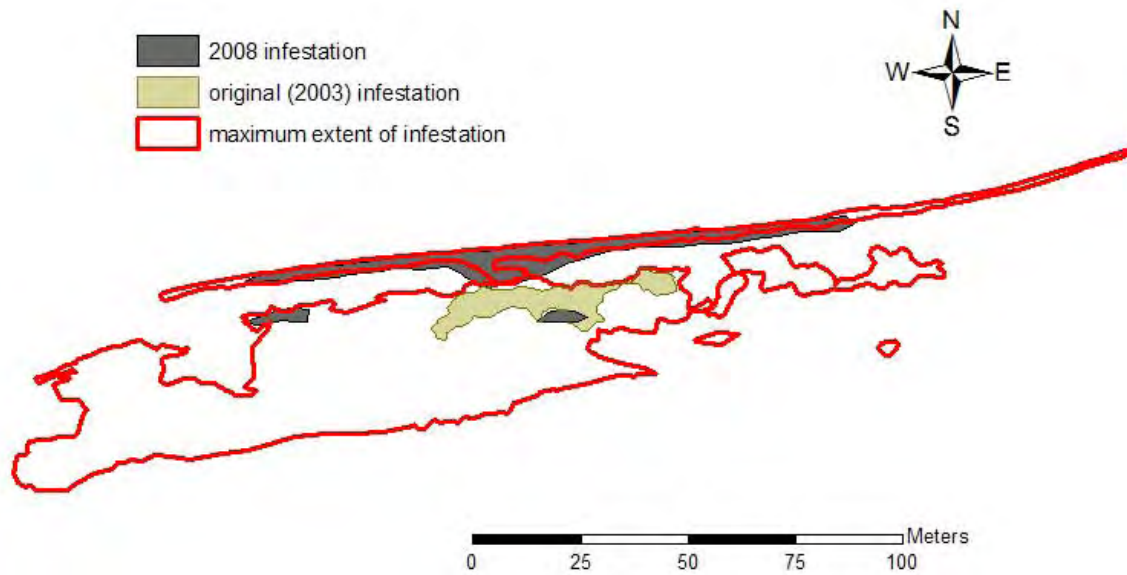 2008 infestation
original (2003) infestation
maximum extent of infestation
N
W E
S
Meters
0 25 50 75 100